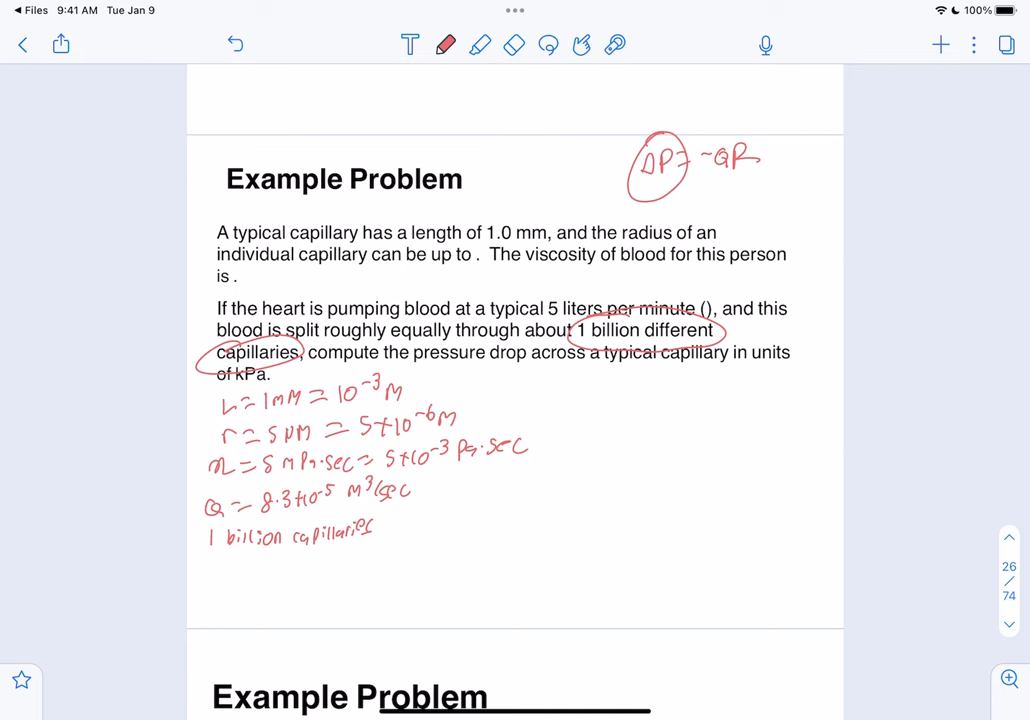 Files 9:41 AM Tue Jan 9 100%
ΔP = -QR
Example Problem
A typical capillary has a length of 1.0 mm, and the radius of an
individual capillary can be up to . The viscosity of blood for this person
is .
If the heart is pumping blood at a typical 5 liters per minute (), and this
blood is split roughly equally through about 1 billion different
capillaries, compute the pressure drop across a typical capillary in units
of kPa.
L = 1mM = 10⁻³ M
r = 5 μM = 5*10⁻⁶ M
η = 5 mPa·sec = 5*10⁻³ Pa·sec
Q = 8.3*10⁻⁵ M³/sec
1 billion capillaries
26
/
74
Example Problem